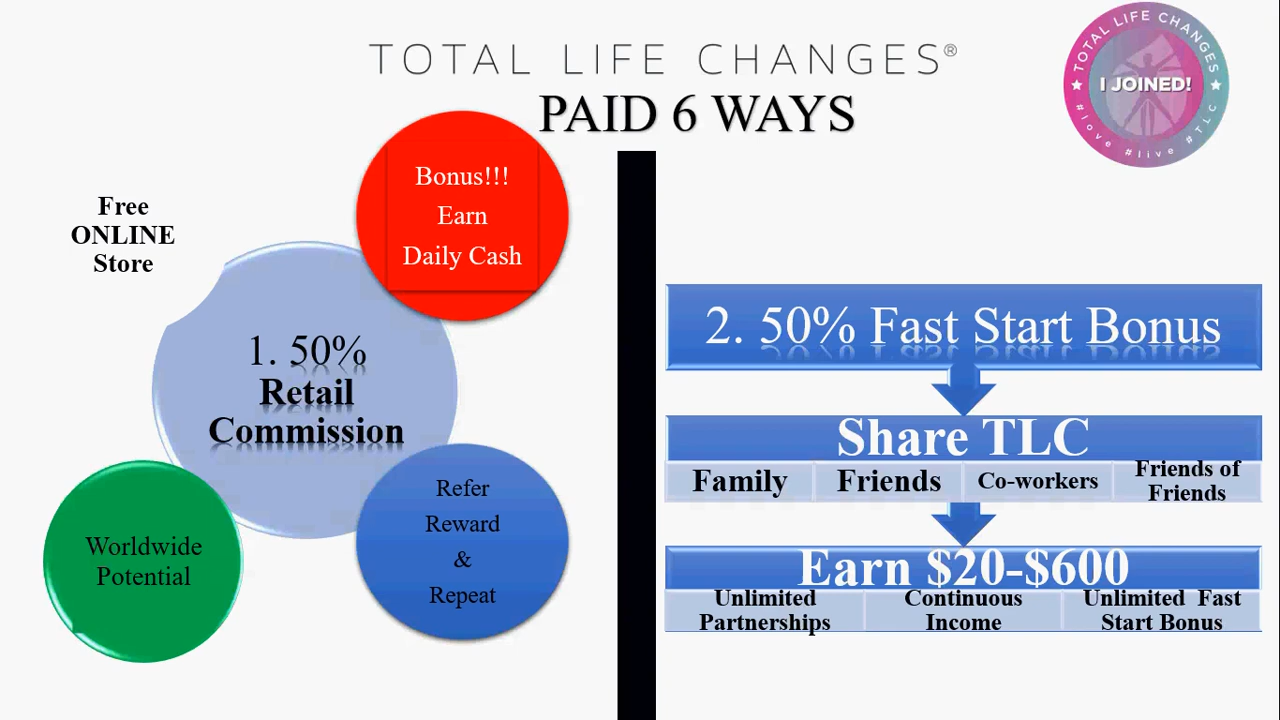 TOTAL LIFE CHANGES®
PAID 6 WAYS
TOTAL LIFE CHANGES
I JOINED!
#love #live #TLC
Free
ONLINE
Store
Bonus!!!
Earn
Daily Cash
1. 50%
Retail
Commission
Worldwide
Potential
Refer
Reward
&
Repeat
2. 50% Fast Start Bonus
Share TLC
Family
Friends
Co-workers
Friends of
Friends
Earn $20-$600
Unlimited
Partnerships
Continuous
Income
Unlimited Fast
Start Bonus